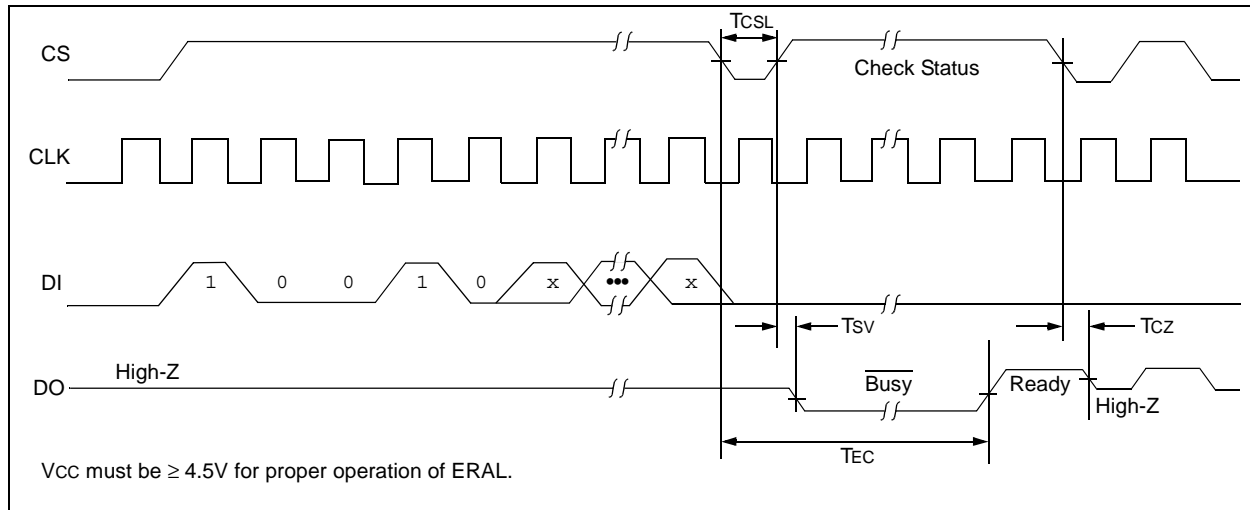 TCSL
CS
Check Status
CLK
DI
1 0 0 1 0 x ••• x
TSV
TCZ
High-Z
DO
Busy
Ready
High-Z
TEC
VCC must be ≥ 4.5V for proper operation of ERAL.